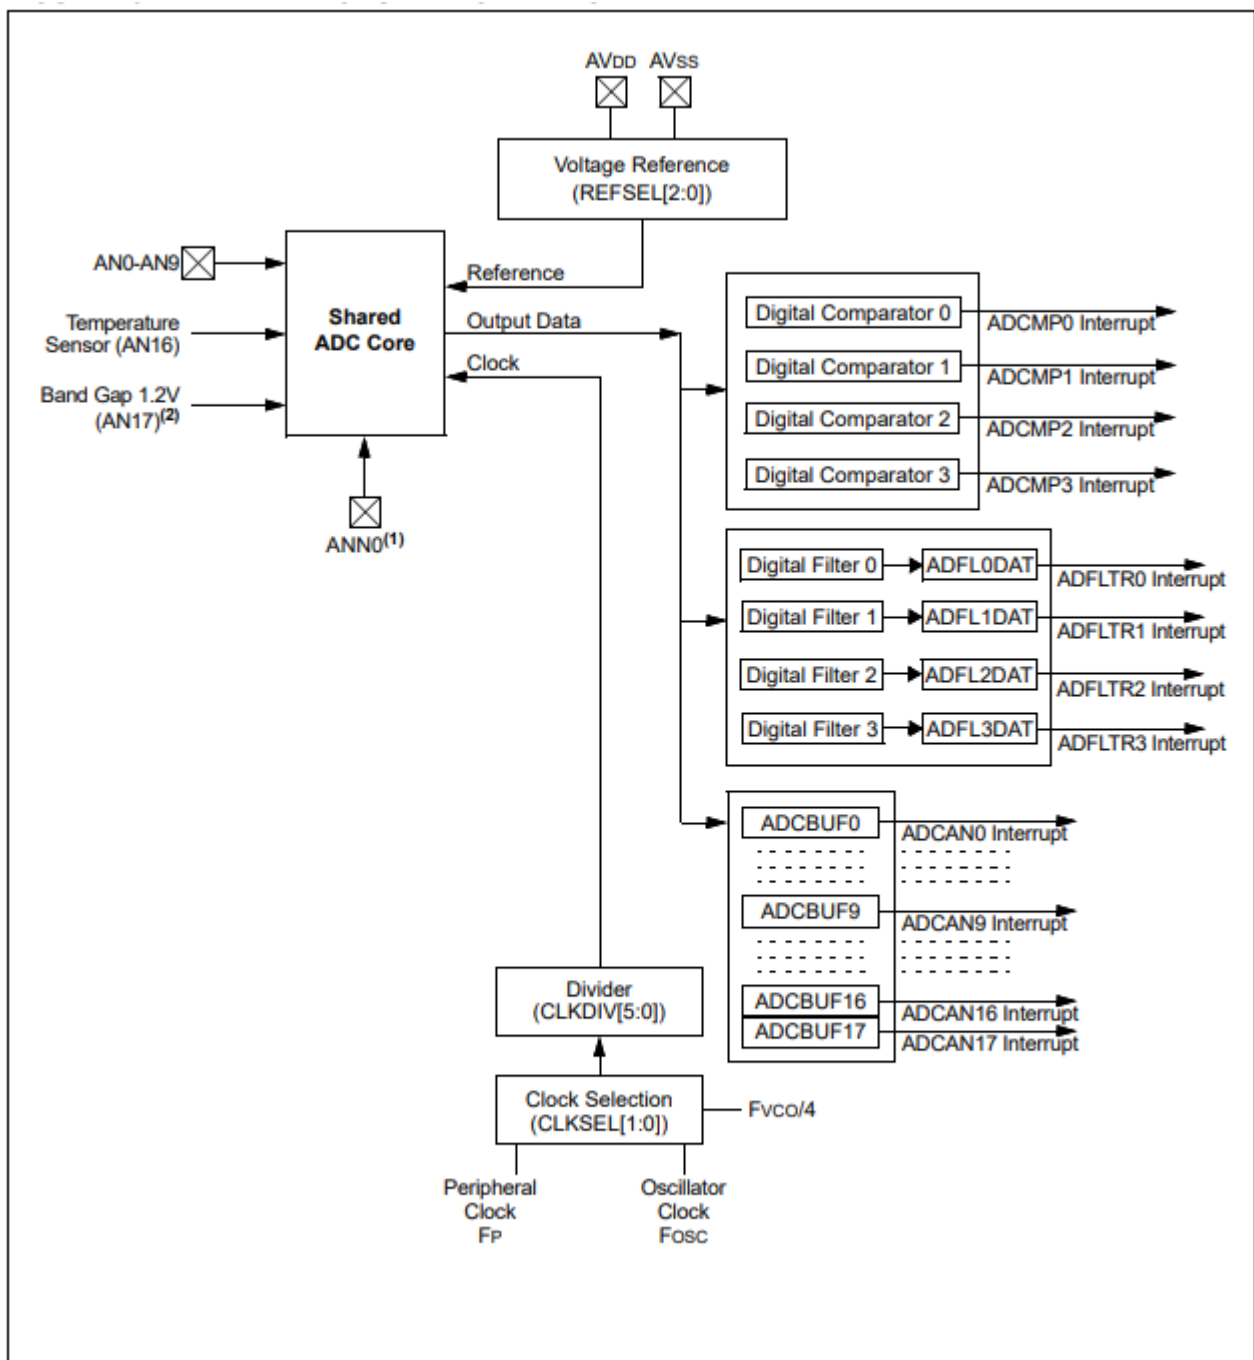 AVDD AVSS
Voltage Reference
(REFSEL[2:0])
AN0-AN9
Temperature
Sensor (AN16)
Band Gap 1.2V
(AN17)(2)
Shared
ADC Core
Reference
Output Data
Clock
ANN0(1)
Digital Comparator 0
ADCMP0 Interrupt
Digital Comparator 1
ADCMP1 Interrupt
Digital Comparator 2
ADCMP2 Interrupt
Digital Comparator 3
ADCMP3 Interrupt
Digital Filter 0 ADFL0DAT
ADFLTR0 Interrupt
Digital Filter 1 ADFL1DAT
ADFLTR1 Interrupt
Digital Filter 2 ADFL2DAT
ADFLTR2 Interrupt
Digital Filter 3 ADFL3DAT
ADFLTR3 Interrupt
ADCBUF0
ADCAN0 Interrupt
ADCBUF9
ADCAN9 Interrupt
ADCBUF16
ADCAN16 Interrupt
ADCBUF17
ADCAN17 Interrupt
Divider
(CLKDIV[5:0])
Clock Selection
(CLKSEL[1:0])
FVCO/4
Peripheral
Clock
FP
Oscillator
Clock
FOSC